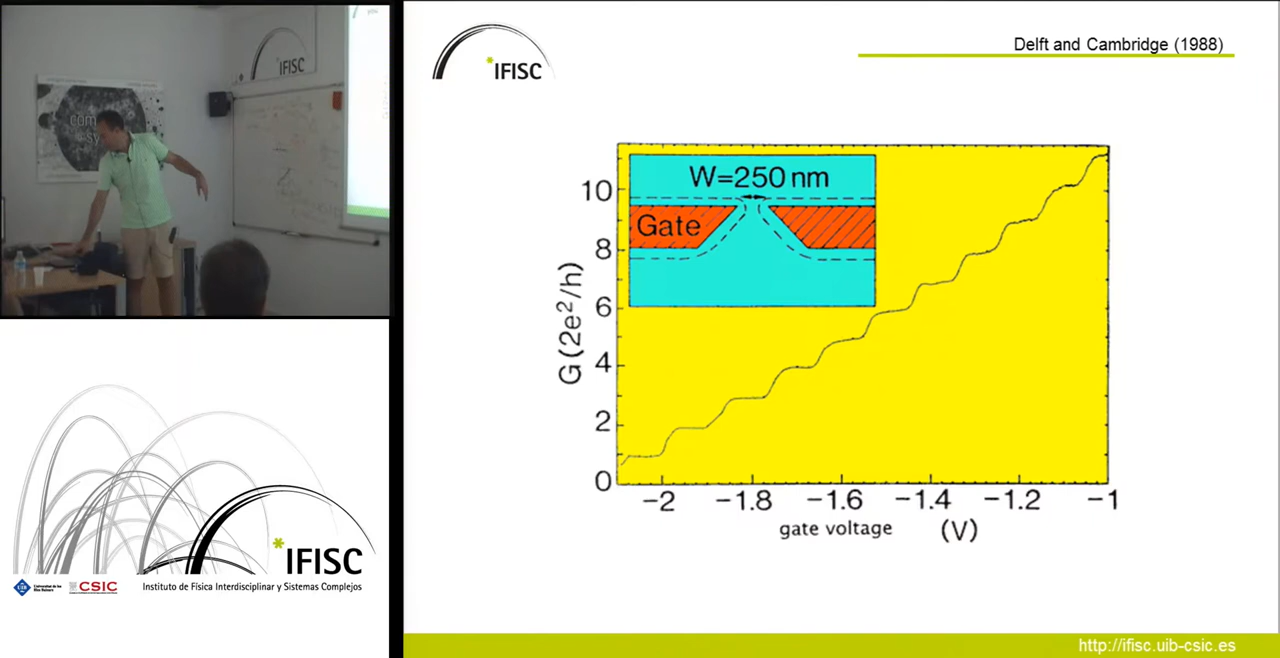 com
sy
IFISC
IFISC
Delft and Cambridge (1988)
W=250 nm
Gate
G(2e²/h)
10
8
6
4
2
0
−2
−1.8
−1.6
−1.4
−1.2
−1
gate voltage (V)
IFISC
CSIC
Instituto de Física Interdisciplinar y Sistemas Complejos
http://ifisc.uib-csic.es